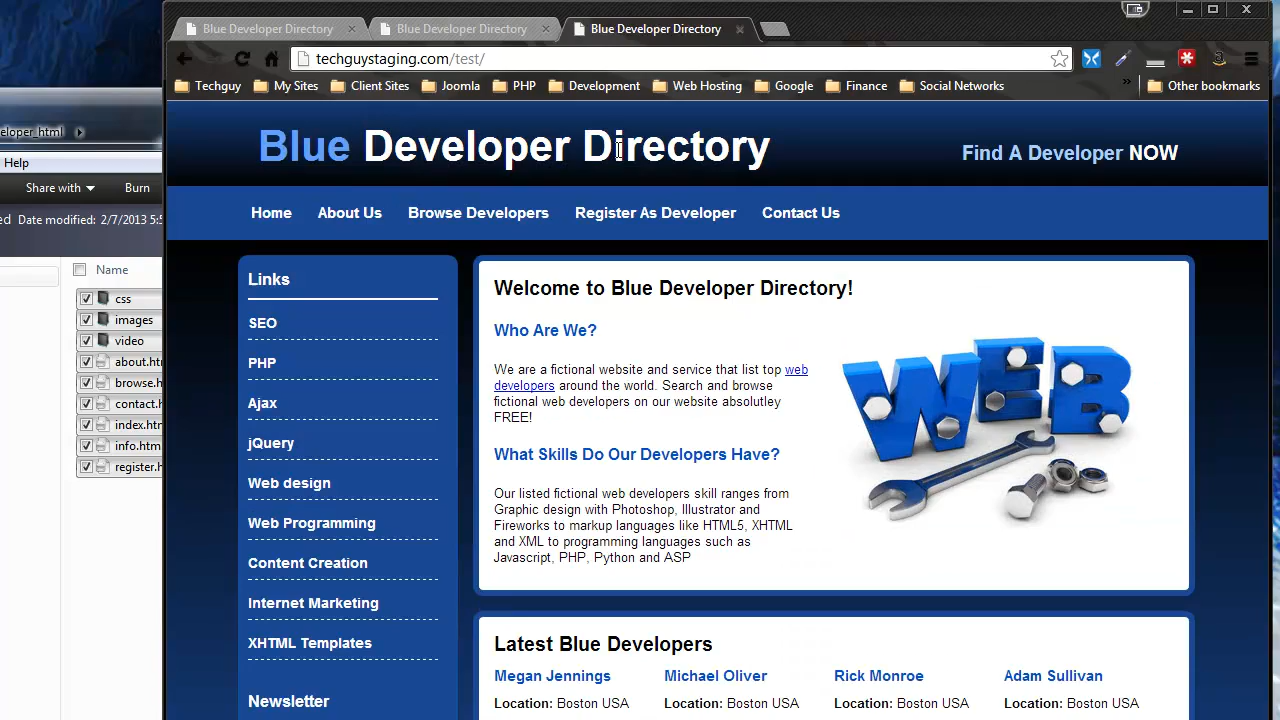 Blue Developer Directory
Blue Developer Directory
Blue Developer Directory
techguystaging.com/test/
Techguy
My Sites
Client Sites
Joomla
PHP
Development
Web Hosting
Google
Finance
Social Networks
»
Other bookmarks
eloper_html
Help
Share with
Burn
Date modified: 2/7/2013 5:5
Name
css
images
video
about.htm
browse.h
contact.h
index.htm
info.htm
register.h
Blue Developer Directory
Find A Developer NOW
Home
About Us
Browse Developers
Register As Developer
Contact Us
Links
SEO
PHP
Ajax
jQuery
Web design
Web Programming
Content Creation
Internet Marketing
XHTML Templates
Newsletter
Welcome to Blue Developer Directory!
Who Are We?
We are a fictional website and service that list top web
developers around the world. Search and browse
fictional web developers on our website absolutley
FREE!
What Skills Do Our Developers Have?
Our listed fictional web developers skill ranges from
Graphic design with Photoshop, Illustrator and
Fireworks to markup languages like HTML5, XHTML
and XML to programming languages such as
Javascript, PHP, Python and ASP
WEB
Latest Blue Developers
Megan Jennings
Michael Oliver
Rick Monroe
Adam Sullivan
Location: Boston USA
Location: Boston USA
Location: Boston USA
Location: Boston USA